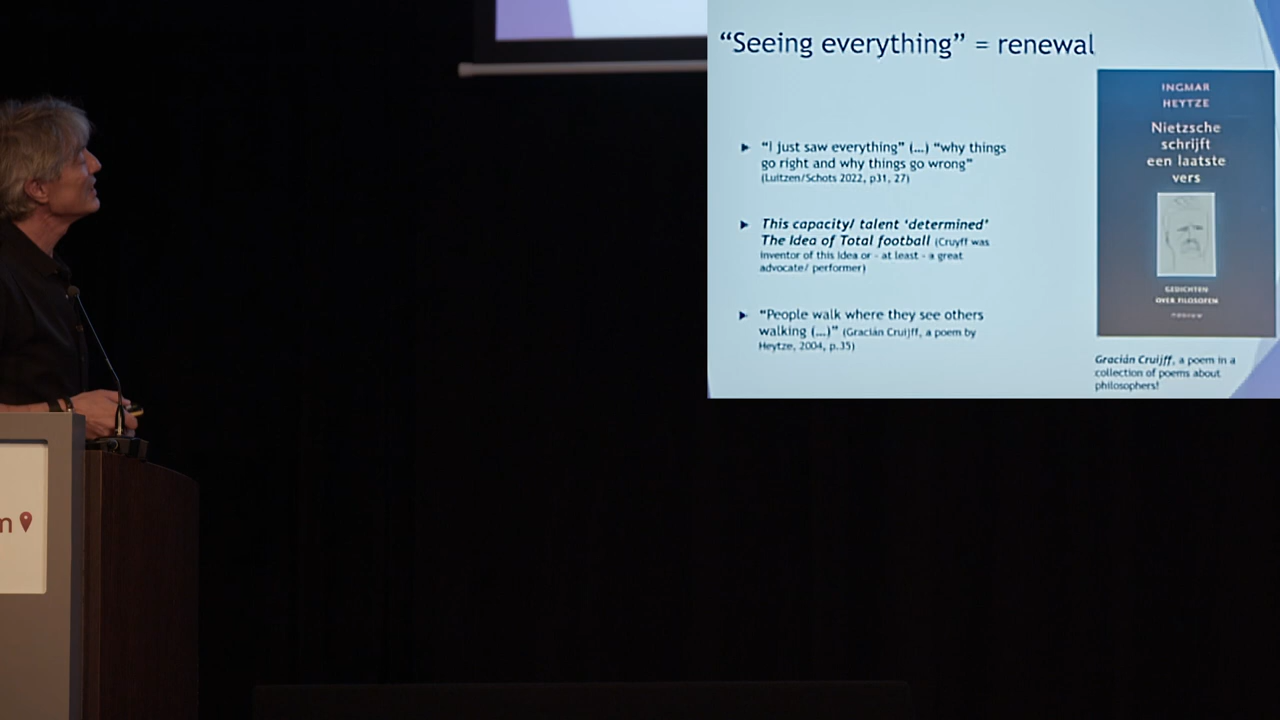 “Seeing everything” = renewal
“I just saw everything” (...) “why things
go right and why things go wrong”
(Luitzen/Schots 2022, p31, 27)
This capacity/ talent ‘determined’
The Idea of Total football (Cruyff was
inventor of this idea or - at least - a great
advocate/ performer)
“People walk where they see others
walking (...)” (Gracián Cruijff, a poem by
Heytze, 2004, p.35)
INGMAR
HEYTZE
Nietzsche
schrijft
een laatste
vers
GEDICHTEN
OVER FILOSOFEN
Gracián Cruijff, a poem in a
collection of poems about
philosophers!
m